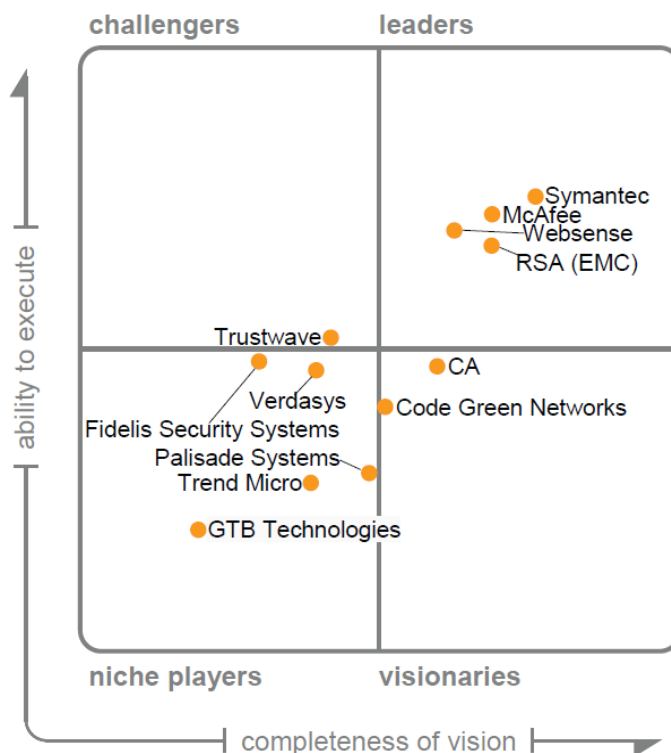 challengers
leaders
Symantec
McAfee
Websense
RSA (EMC)
Trustwave
CA
Verdasys
Code Green Networks
Fidelis Security Systems
Palisade Systems
Trend Micro
GTB Technologies
niche players
visionaries
ability to execute
completeness of vision